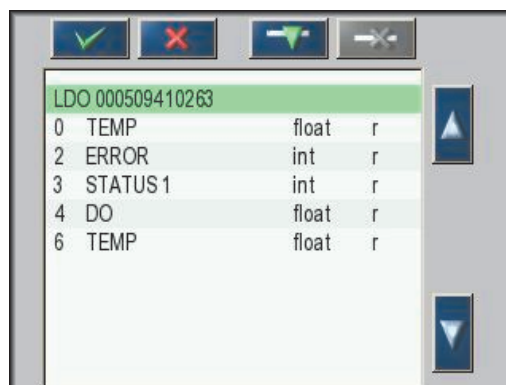 LDO 000509410263
0 TEMP float r
2 ERROR int r
3 STATUS 1 int r
4 DO float r
6 TEMP float r